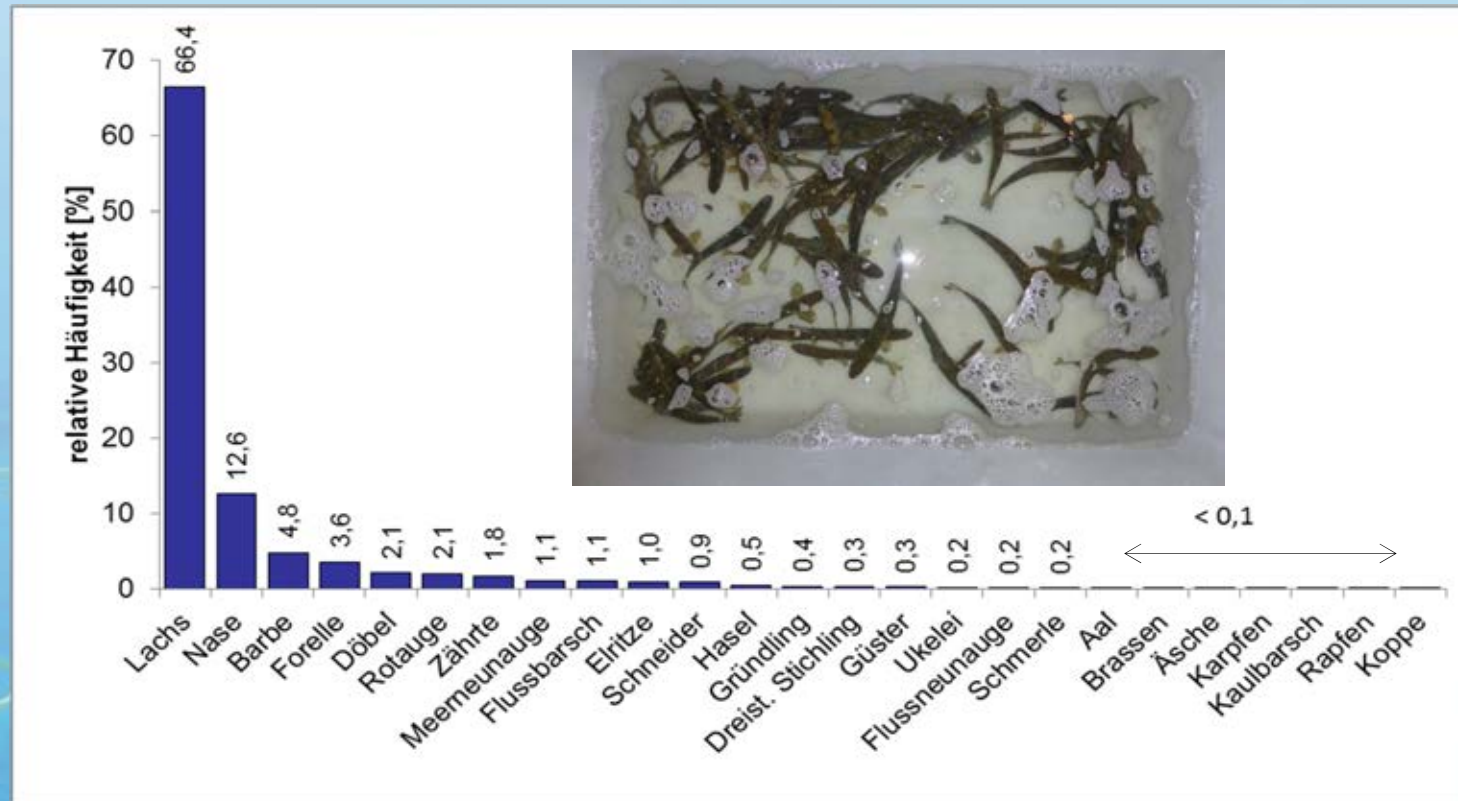 relative Häufigkeit [%]
70
60
50
40
30
20
10
0
66,4
12,6
4,8
3,6
2,1
2,1
1,8
1,1
1,1
1,0
0,9
0,5
0,4
0,3
0,3
0,2
0,2
0,2
< 0,1
Lachs
Nase
Barbe
Forelle
Döbel
Rotauge
Zährte
Meerneunauge
Flussbarsch
Elritze
Schneider
Hasel
Gründling
Dreist. Stichling
Güster
Ukelei
Flussneunauge
Schmerle
Aal
Brassen
Äsche
Karpfen
Kaulbarsch
Rapfen
Koppe